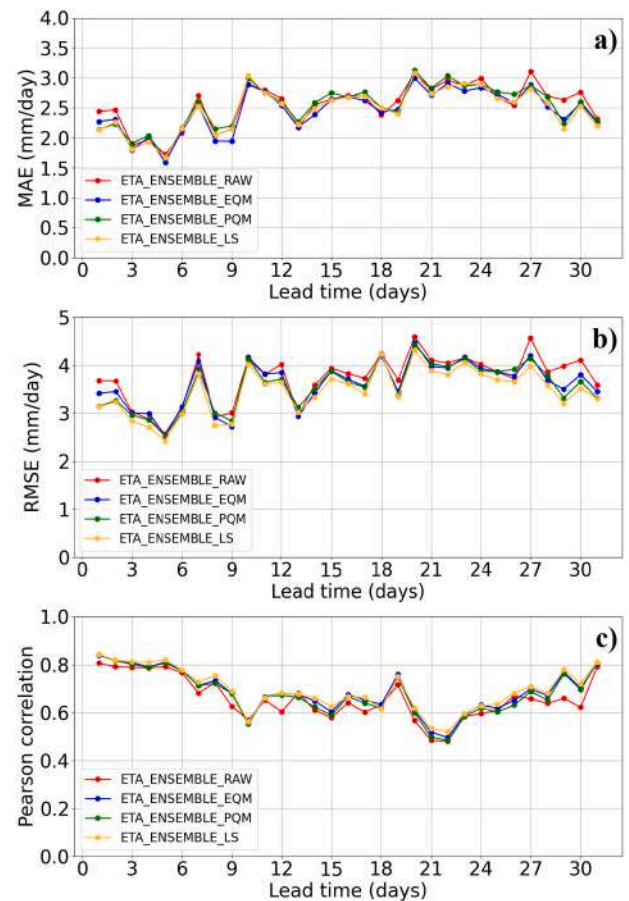 a)
MAE (mm/day)
4.0
3.5
3.0
2.5
2.0
1.5
1.0
0.5
0.0
ETA_ENSEMBLE_RAW
ETA_ENSEMBLE_EQM
ETA_ENSEMBLE_PQM
ETA_ENSEMBLE_LS
0 3 6 9 12 15 18 21 24 27 30
Lead time (days)
b)
RMSE (mm/day)
5
4
3
2
1
0
ETA_ENSEMBLE_RAW
ETA_ENSEMBLE_EQM
ETA_ENSEMBLE_PQM
ETA_ENSEMBLE_LS
0 3 6 9 12 15 18 21 24 27 30
Lead time (days)
c)
Pearson correlation
1.0
0.8
0.6
0.4
0.2
0.0
ETA_ENSEMBLE_RAW
ETA_ENSEMBLE_EQM
ETA_ENSEMBLE_PQM
ETA_ENSEMBLE_LS
0 3 6 9 12 15 18 21 24 27 30
Lead time (days)